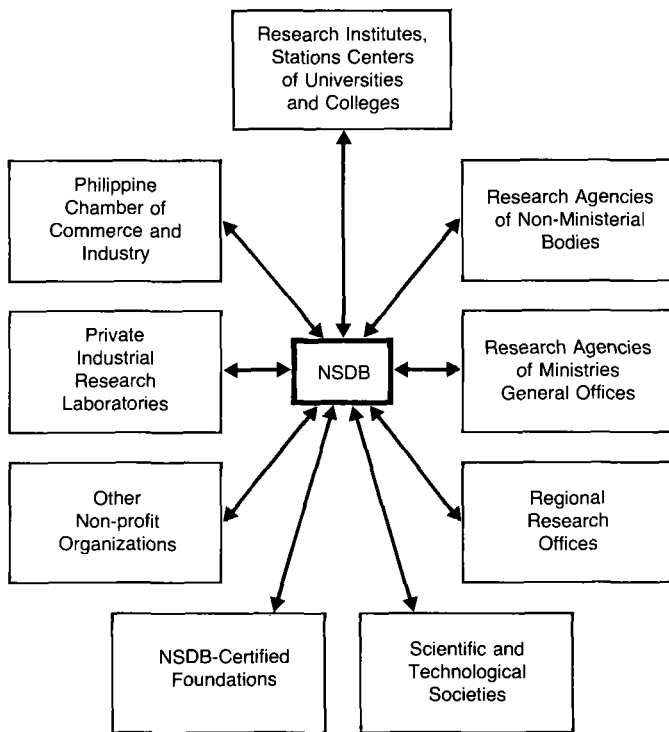 Research Institutes,
Stations Centers
of Universities
and Colleges
Philippine
Chamber of
Commerce and
Industry
Research Agencies
of Non-Ministerial
Bodies
Private
Industrial
Research
Laboratories
NSDB
Research Agencies
of Ministries
General Offices
Other
Non-profit
Organizations
Regional
Research
Offices
NSDB-Certified
Foundations
Scientific and
Technological
Societies